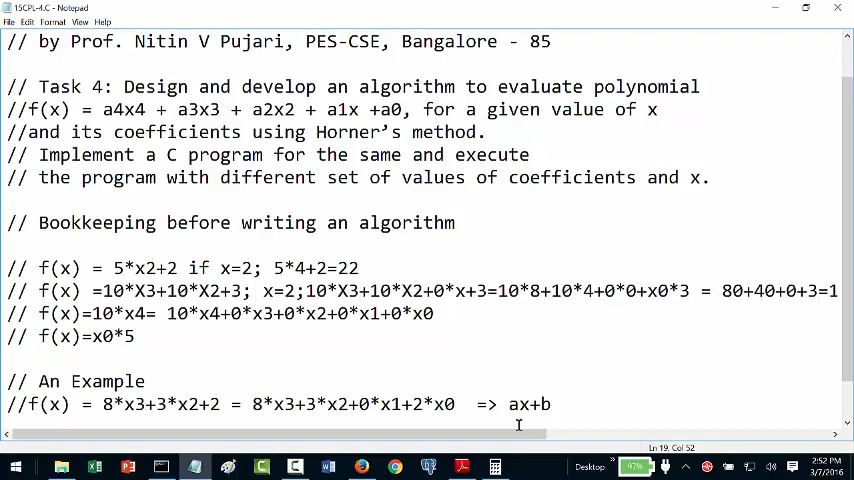 15CPL-4.C - Notepad
File Edit Format View Help
// by Prof. Nitin V Pujari, PES-CSE, Bangalore - 85
// Task 4: Design and develop an algorithm to evaluate polynomial
//f(x) = a4x4 + a3x3 + a2x2 + a1x +a0, for a given value of x
//and its coefficients using Horner’s method.
// Implement a C program for the same and execute
// the program with different set of values of coefficients and x.
// Bookkeeping before writing an algorithm
// f(x) = 5*x2+2 if x=2; 5*4+2=22
// f(x) =10*X3+10*X2+3; x=2;10*X3+10*X2+0*x+3=10*8+10*4+0*0+x0*3 = 80+40+0+3=1
// f(x)=10*x4= 10*x4+0*x3+0*x2+0*x1+0*x0
// f(x)=x0*5
// An Example
//f(x) = 8*x3+3*x2+2 = 8*x3+3*x2+0*x1+2*x0 => ax+b
Ln 19, Col 52
Desktop
97%
2:52 PM
3/7/2016